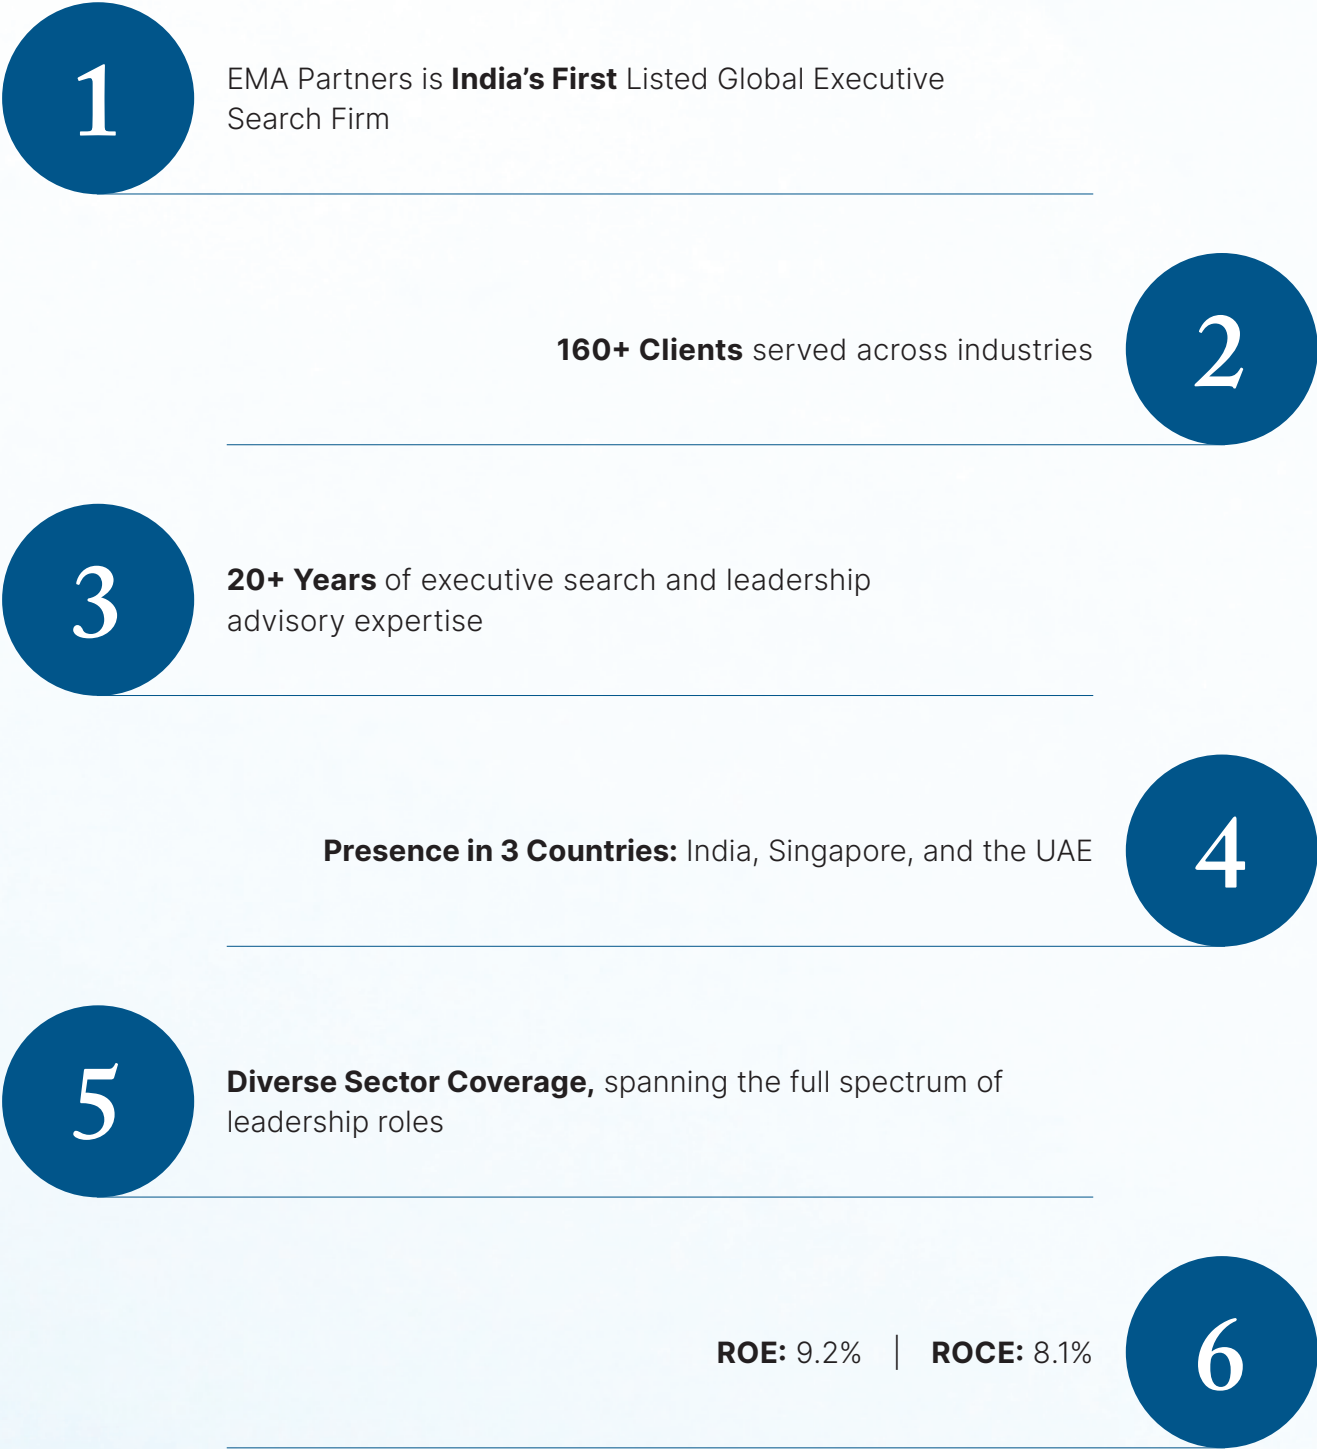 1
EMA Partners is India’s First Listed Global Executive
Search Firm
160+ Clients served across industries
2
3
20+ Years of executive search and leadership
advisory expertise
Presence in 3 Countries: India, Singapore, and the UAE
4
5
Diverse Sector Coverage, spanning the full spectrum of
leadership roles
ROE: 9.2% | ROCE: 8.1%
6